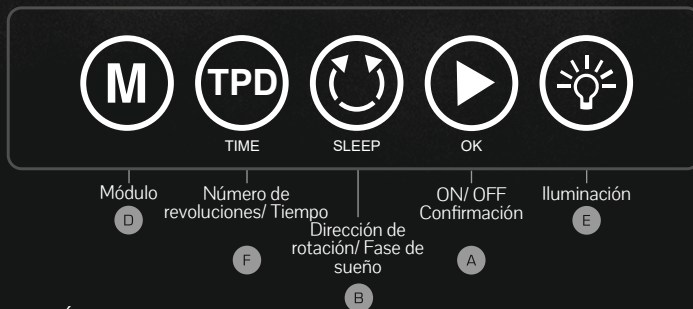 M
TPD
TIME
SLEEP
OK
Módulo
D
Número de
revoluciones/ Tiempo
F
Dirección de
rotación/ Fase de
sueño
B
ON/ OFF
Confirmación
A
Iluminación
E